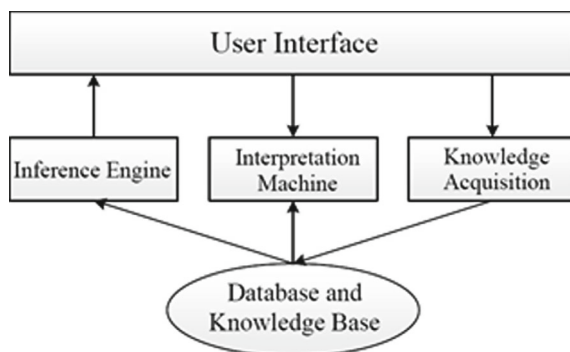 User Interface
Inference Engine
Interpretation
Machine
Knowledge
Acquisition
Database and
Knowledge Base